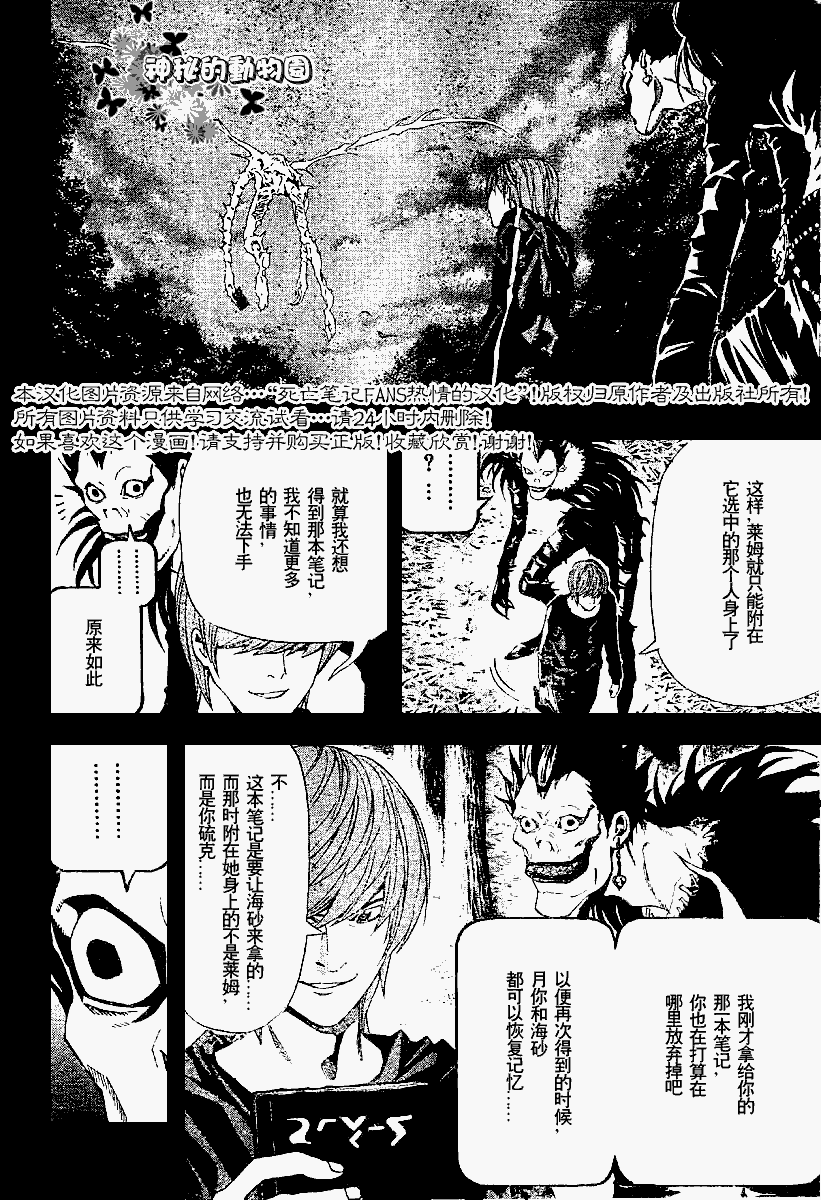 神秘的動物園
本汉化图片资源来自网络…“死亡笔记FANS热情的汉化”!版权归原作者及出版社所有!
所有图片资料只供学习交流试看…请24小时内删除!
如果喜欢这个漫画!请支持并购买正版!收藏欣赏!谢谢!
这样，莱姆就只能附在
它选中的那个人身上了
……
？…
就算我还想
得到那本笔记，
我不知道更多
的事情，
也无法下手
………
………
原来如此
我刚才拿给你的
那一本笔记，
你也在打算在
哪里放弃掉吧
以便再次得到的时候，
月你和海砂
都可以恢复记忆……
不……
这本笔记是要让海砂来拿的……
而那时附在她身上的不是莱姆，
而是你硫克……
………
………